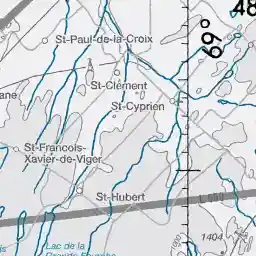 48
69°
St-Paul-de-la-Croix
St-Clément
St-Cyprien
St-François-
Xavier-de-Viger
St-Hubert
Lac de la
1404